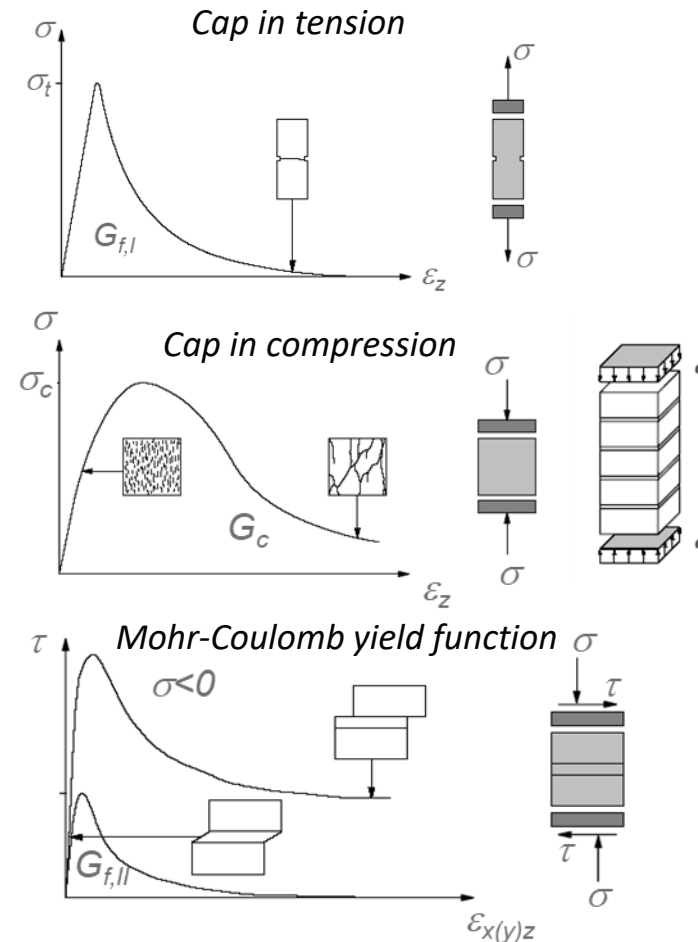 Cap in tension
σ
σt
Gf,I
εz
σ
σ
Cap in compression
σ
σc
Gc
εz
σ
σ
Mohr-Coulomb yield function
τ
σ<0
Gf,II
εx(y)z
σ
τ
τ
σ